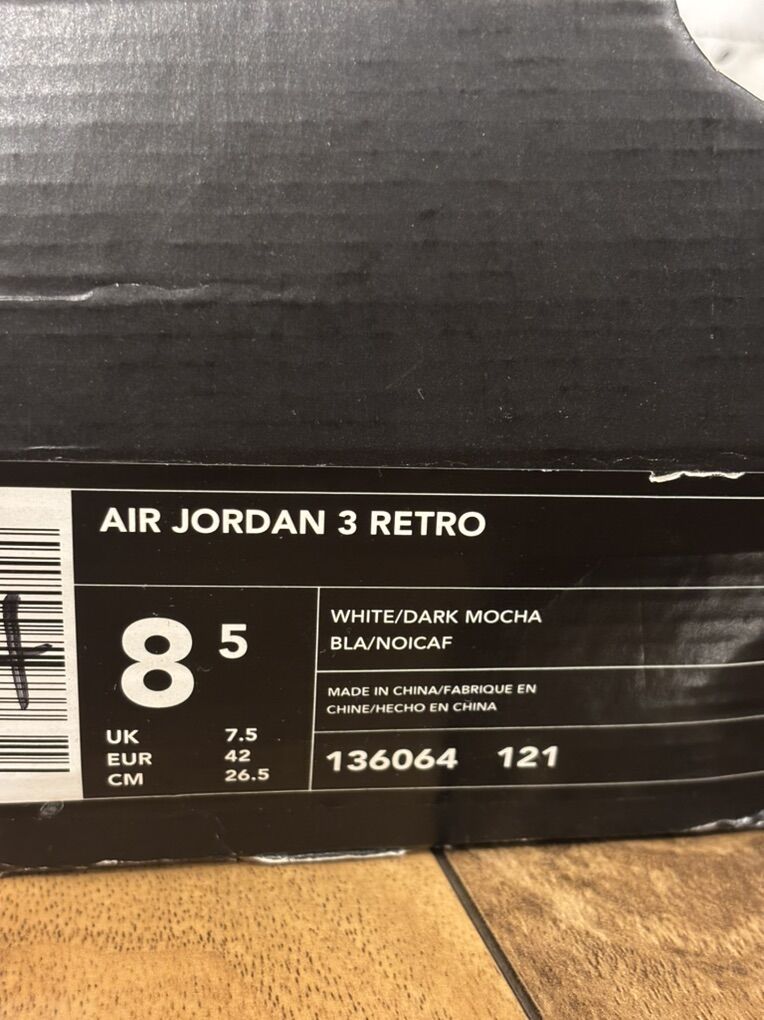 AIR JORDAN 3 RETRO
8 5
WHITE/DARK MOCHA
BLA/NOICAF
MADE IN CHINA/FABRIQUE EN
CHINE/HECHO EN CHINA
UK 7.5
EUR 42
CM 26.5
136064 121